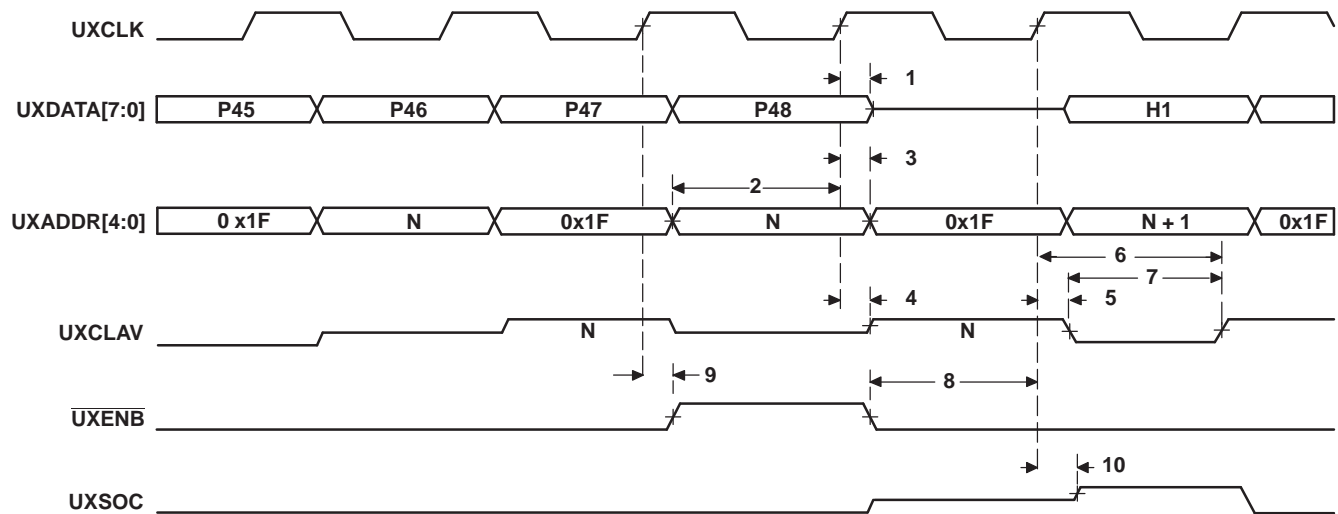 UXCLK
1
UXDATA[7:0] P45 P46 P47 P48 H1
3
2
UXADDR[4:0] 0 x1F N 0x1F N 0x1F N + 1 0x1F
6
7
4 5
UXCLAV N N
9 8
UXENB
10
UXSOC